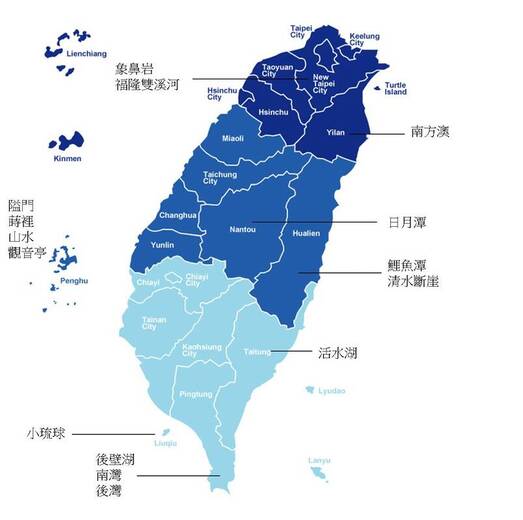 Taipei
City
Keelung
City
Lienchiang
象鼻岩
福隆雙溪河
Taoyuan
City
New
Taipei
City
Turtle
Island
Hsinchu
City
Hsinchu
Yilan
南方澳
Miaoli
Kinmen
Taichung
City
隘門
蒔裡
山水
觀音亭
Changhua
Nantou
日月潭
Hualien
Yunlin
鯉魚潭
清水斷崖
Penghu
Chiayi
Chiayi
City
Tainan
City
Kaohsiung
City
Taitung
活水湖
Pingtung
Lyudao
小琉球
Liuqiu
後壁湖
南灣
後灣
Lanyu